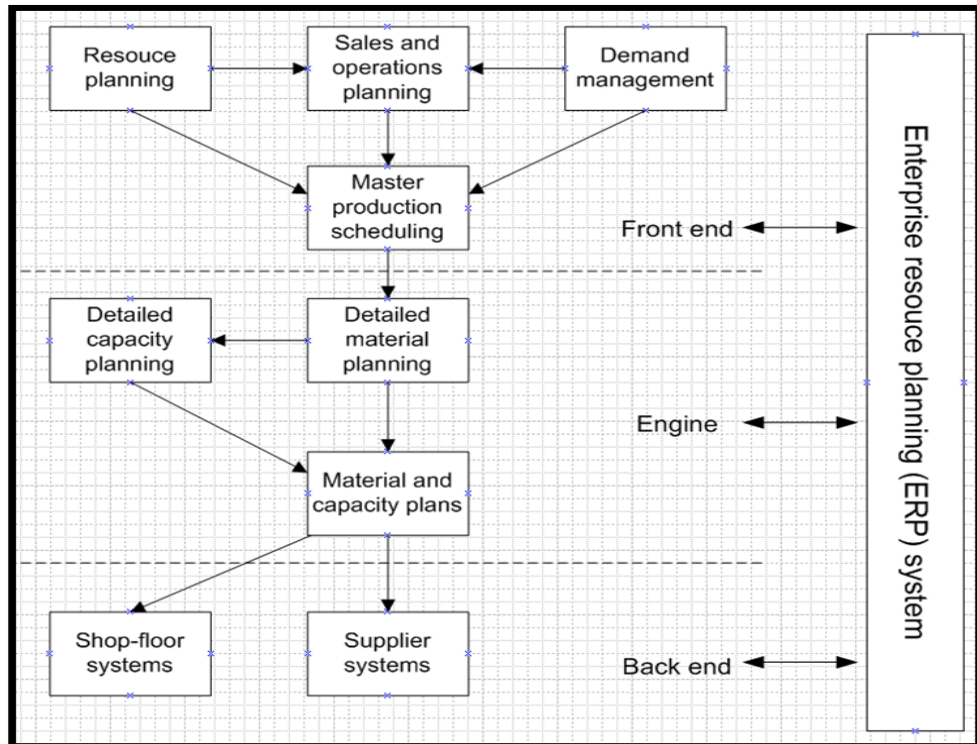 Resouce
planning
Sales and
operations
planning
Demand
management
Master
production
scheduling
Front end
Detailed
capacity
planning
Detailed
material
planning
Engine
Material and
capacity plans
Shop-floor
systems
Supplier
systems
Back end
Enterprise resouce planning (ERP) system